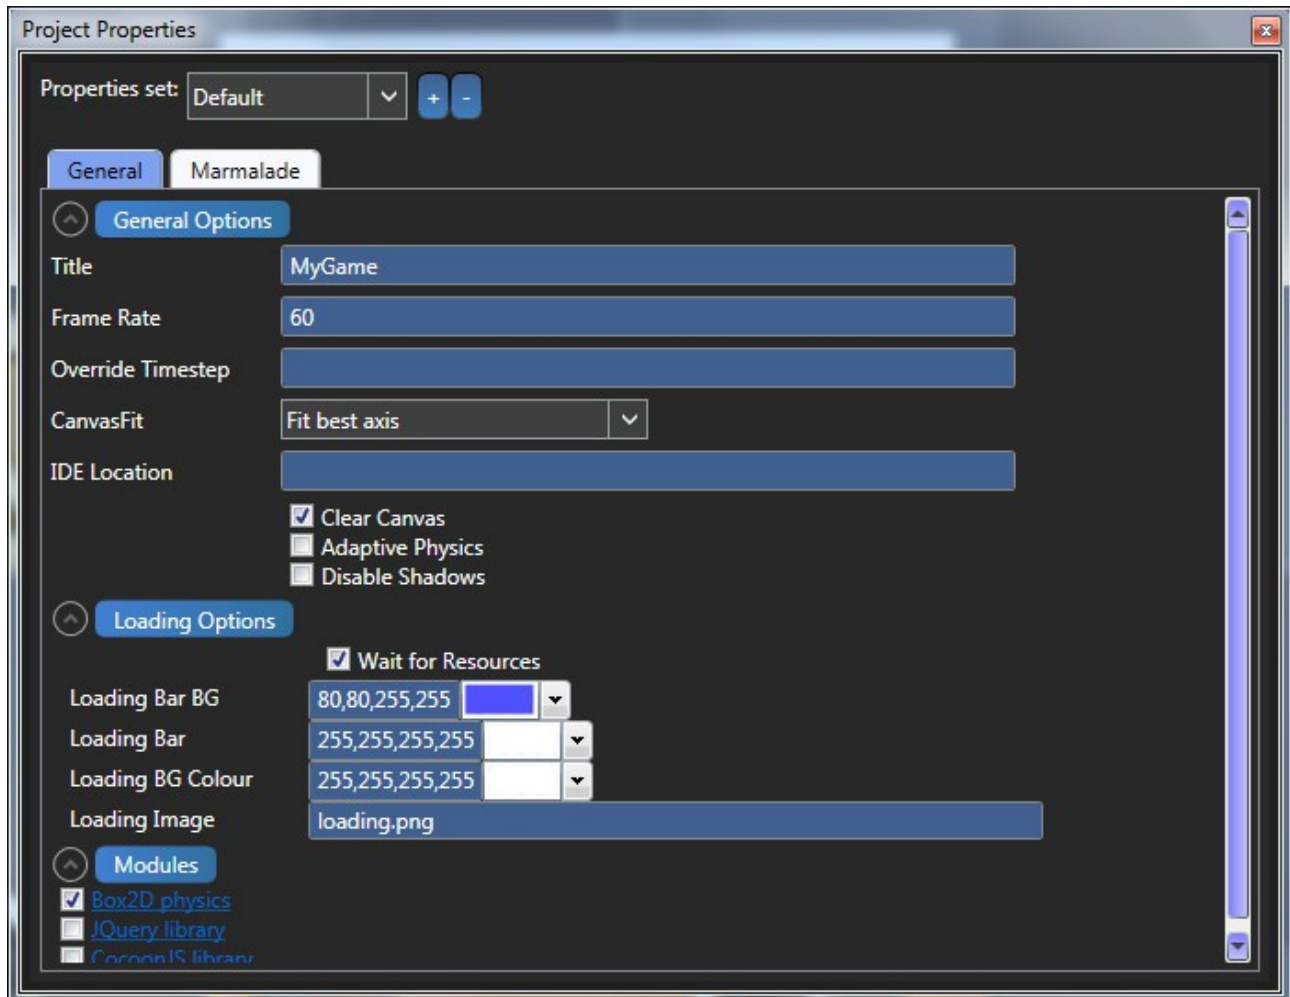 Project Properties
Properties set: Default + -
General Marmalade
General Options
Title MyGame
Frame Rate 60
Override Timestep
CanvasFit Fit best axis
IDE Location
Clear Canvas
Adaptive Physics
Disable Shadows
Loading Options
Wait for Resources
Loading Bar BG 80,80,255,255
Loading Bar 255,255,255,255
Loading BG Colour 255,255,255,255
Loading Image loading.png
Modules
Box2D physics
JQuery library
CocoonJS library